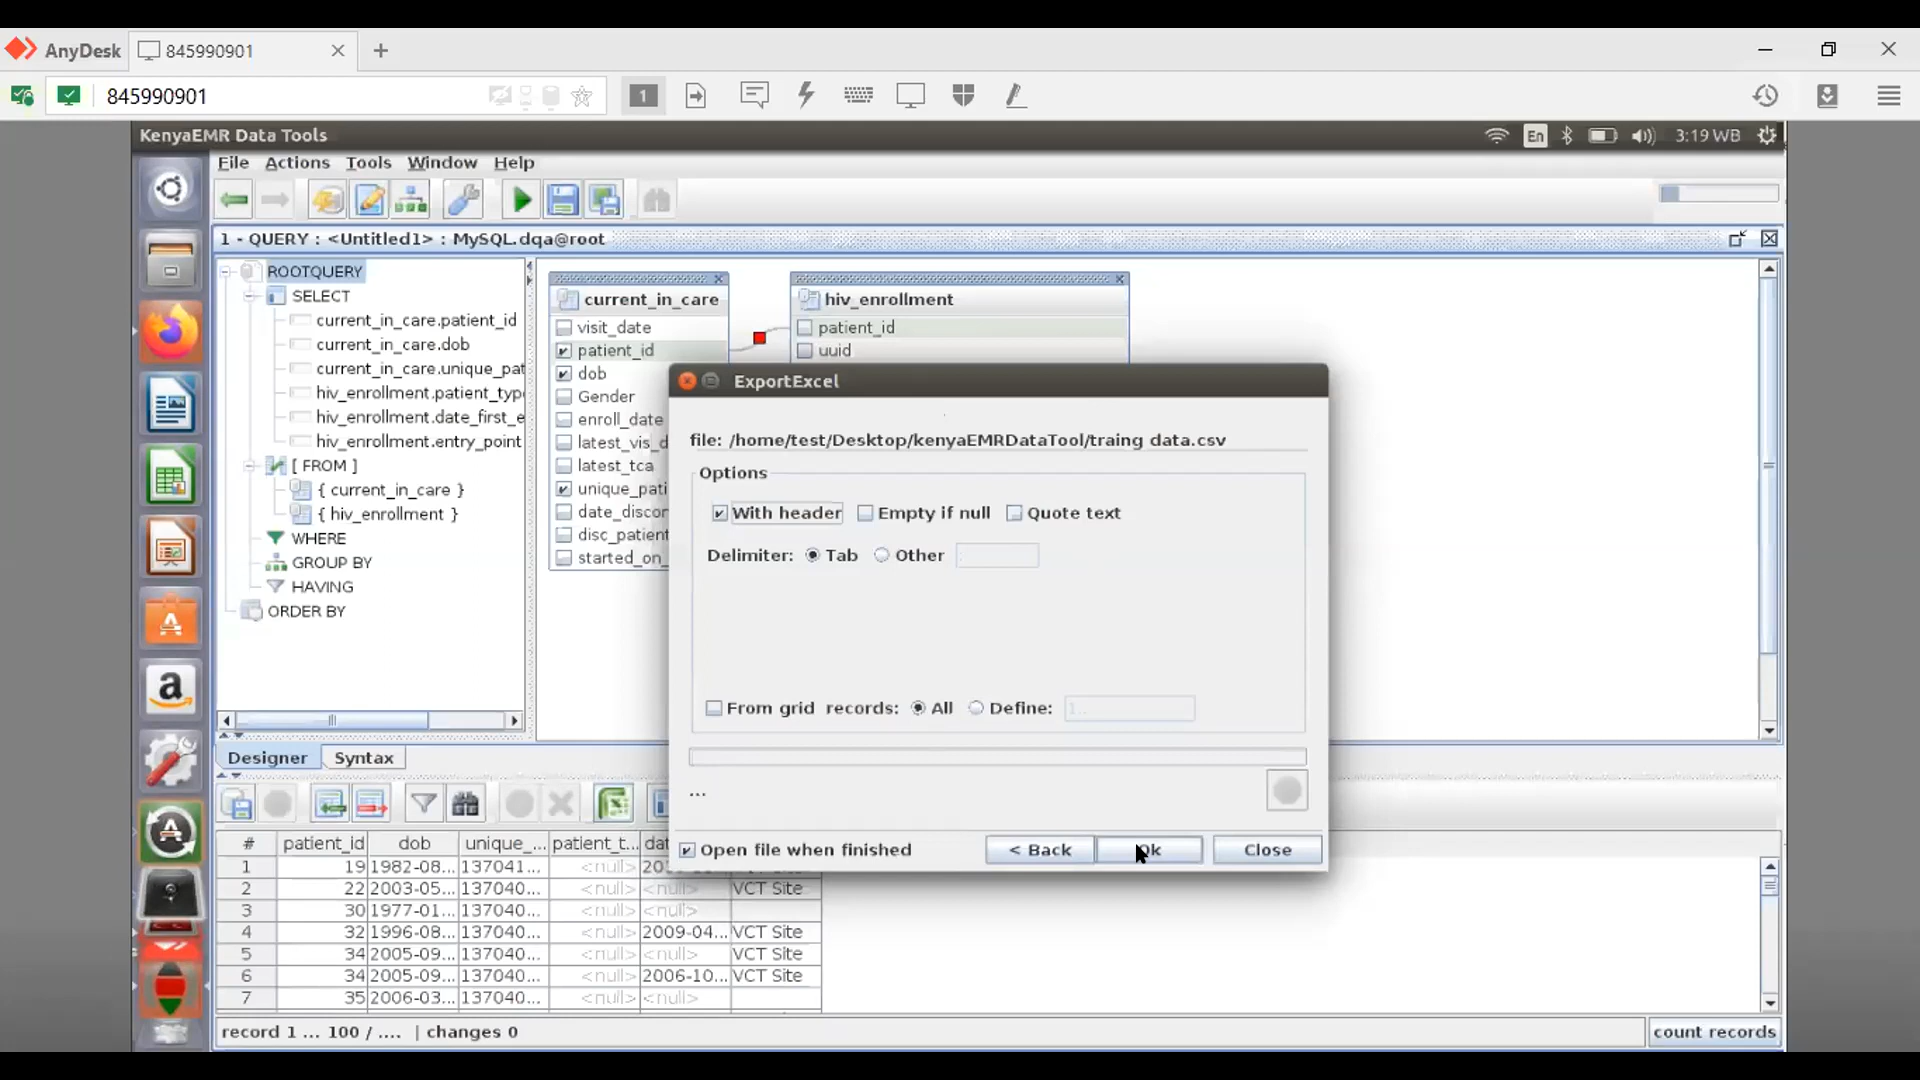 AnyDesk 845990901
845990901 1
KenyaEMR Data Tools En 3:19 WB
File Actions Tools Window Help
1 - QUERY : <Untitled1> : MySQL.dqa@root
ROOTQUERY
SELECT
current_in_care.patient_id
current_in_care.dob
current_in_care.unique_pat
hiv_enrollment.patient_type
hiv_enrollment.date_first_e
hiv_enrollment.entry_point
[ FROM ]
{ current_in_care }
{ hiv_enrollment }
WHERE
GROUP BY
HAVING
ORDER BY
current_in_care
visit_date
patient_id
dob
Gender
enroll_date
latest_vis_d
latest_tca
unique_pati
date_discon
disc_patient
started_on_
hiv_enrollment
patient_id
uuid
ExportExcel
file: /home/test/Desktop/kenyaEMRDataTool/traing data.csv
Options
With header Empty if null Quote text
Delimiter: Tab Other ;
From grid records: All Define: 1..
...
Open file when finished < Back Ok Close
Designer Syntax
# patient_id dob unique_... patient_t... dat
1 19 1982-08... 137041... <null>
2 22 2003-05... 137040... <null> <null> VCT Site
3 30 1977-01... 137040... <null> <null>
4 32 1996-08... 137040... <null> 2009-04... VCT Site
5 34 2005-09... 137040... <null> <null> VCT Site
6 34 2005-09... 137040... <null> 2006-10... VCT Site
7 35 2006-03... 137040... <null> <null>
record 1 ... 100 / .... | changes 0 count records